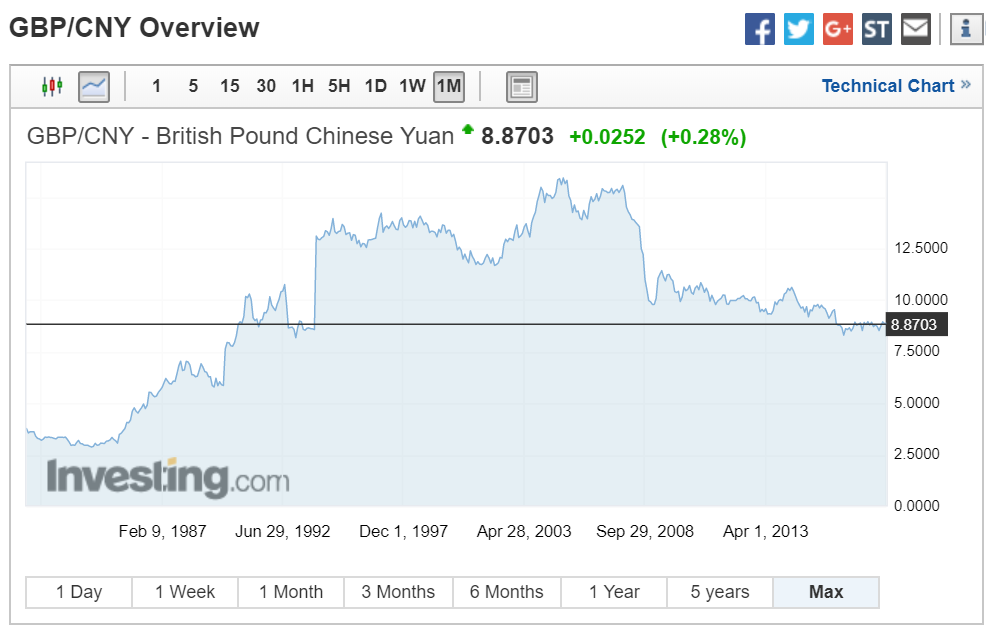 GBP/CNY Overview
f G+ ST i
1 5 15 30 1H 5H 1D 1W 1M Technical Chart »
GBP/CNY - British Pound Chinese Yuan 8.8703 +0.0252 (+0.28%)
12.5000
10.0000
8.8703
7.5000
5.0000
2.5000
Investing.com
0.0000
Feb 9, 1987 Jun 29, 1992 Dec 1, 1997 Apr 28, 2003 Sep 29, 2008 Apr 1, 2013
1 Day 1 Week 1 Month 3 Months 6 Months 1 Year 5 years Max